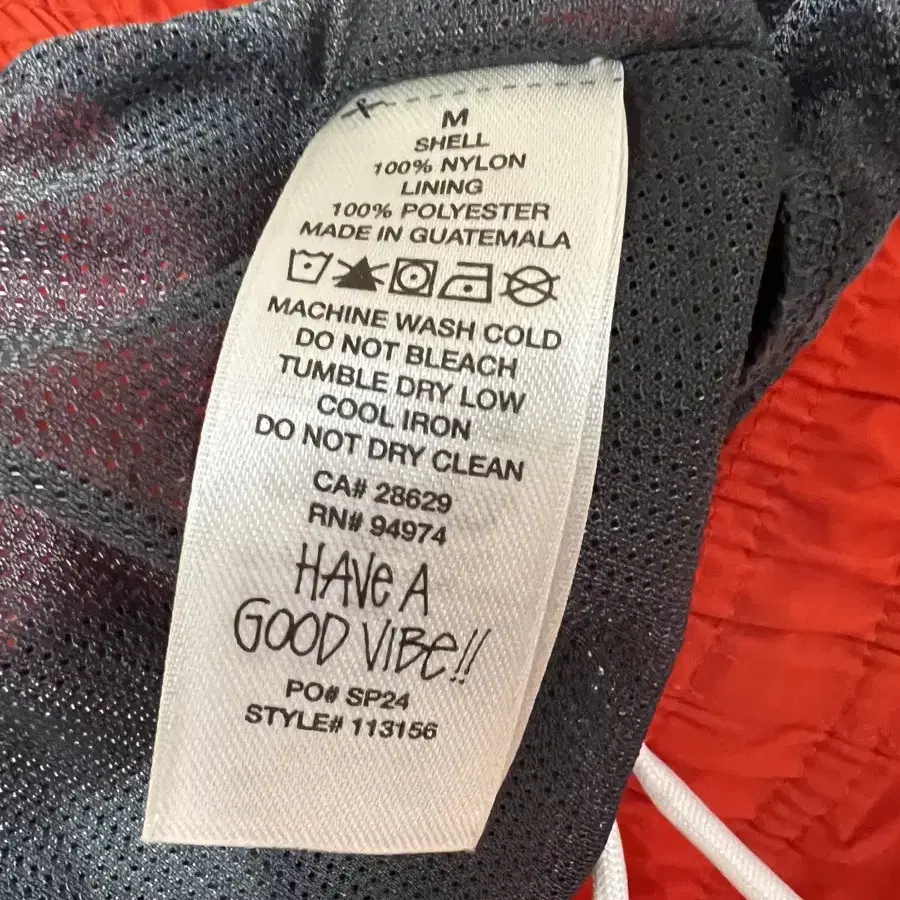 M
SHELL
100% NYLON
LINING
100% POLYESTER
MADE IN GUATEMALA
MACHINE WASH COLD
DO NOT BLEACH
TUMBLE DRY LOW
COOL IRON
DO NOT DRY CLEAN
CA# 28629
RN# 94974
HAVE A
GOOD VIBE!!
PO# SP24
STYLE# 113156